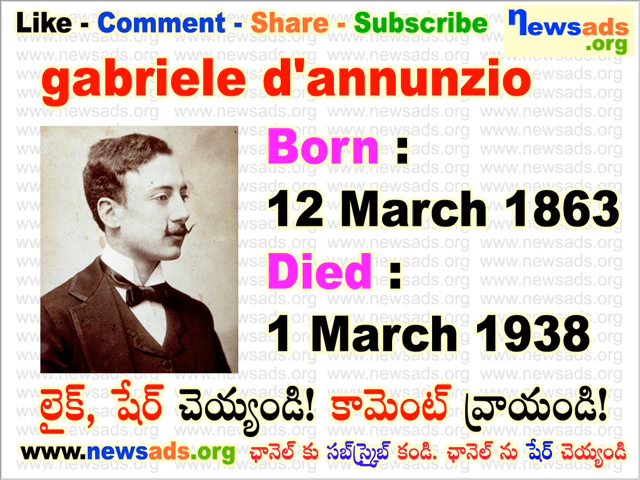 Like - Comment - Share - Subscribe
newsads
.org
gabriele d'annunzio
Born :
12 March 1863
Died :
1 March 1938
లైక్, షేర్ చెయ్యండి! కామెంట్ వ్రాయండి!
www.newsads.org ఛానెల్ కు సబ్‌స్క్రైబ్ కండి. ఛానెల్ ను షేర్ చెయ్యండి